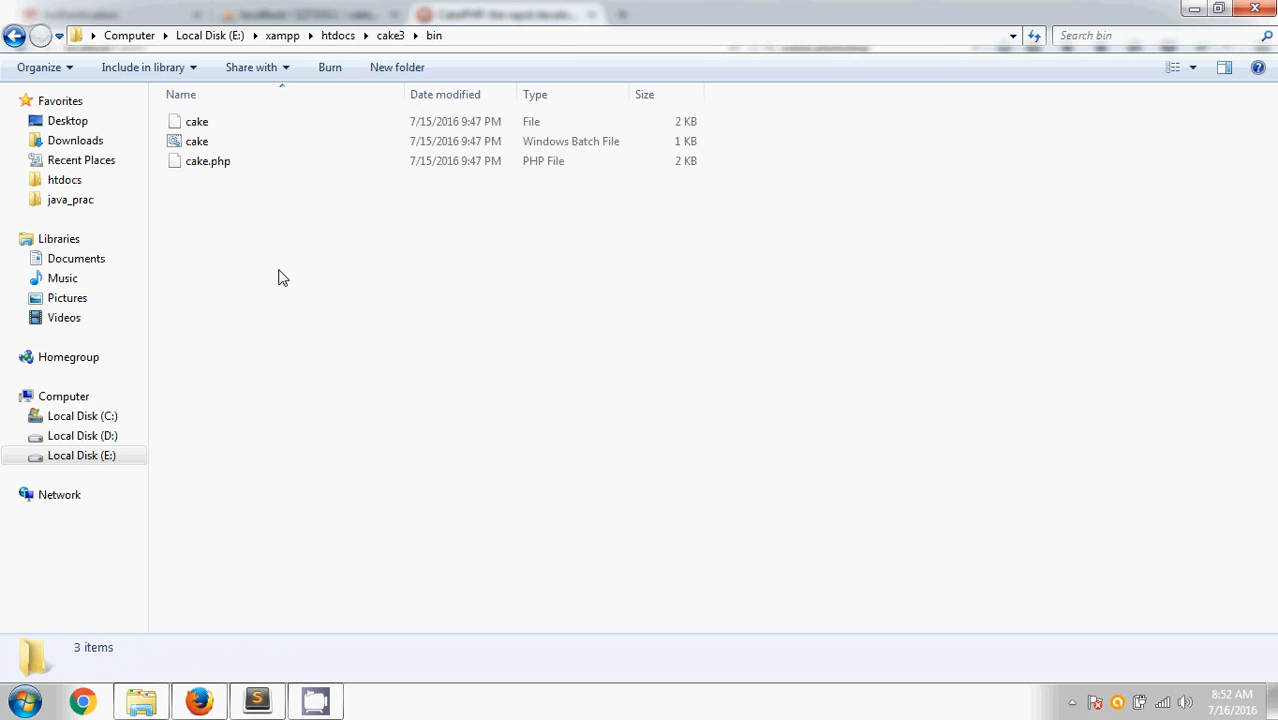 Computer Local Disk (E:) xampp htdocs cake3 bin Search bin
Organize Include in library Share with Burn New folder
Name Date modified Type Size
cake 7/15/2016 9:47 PM File 2 KB
cake 7/15/2016 9:47 PM Windows Batch File 1 KB
cake.php 7/15/2016 9:47 PM PHP File 2 KB
Favorites
Desktop
Downloads
Recent Places
htdocs
java_prac
Libraries
Documents
Music
Pictures
Videos
Homegroup
Computer
Local Disk (C:)
Local Disk (D:)
Local Disk (E:)
Network
3 items
8:52 AM
7/16/2016